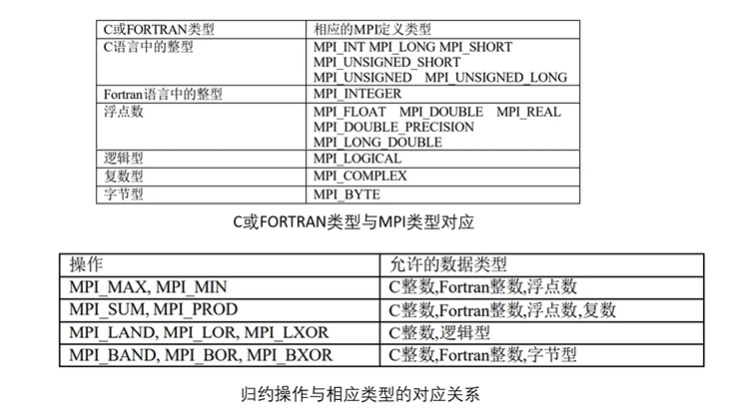 C或FORTRAN类型 相应的MPI定义类型
C语言中的整型 MPI_INT MPI_LONG MPI_SHORT
MPI_UNSIGNED_SHORT
MPI_UNSIGNED MPI_UNSIGNED_LONG
Fortran语言中的整型 MPI_INTEGER
浮点数 MPI_FLOAT MPI_DOUBLE MPI_REAL
MPI_DOUBLE_PRECISION
MPI_LONG_DOUBLE
逻辑型 MPI_LOGICAL
复数型 MPI_COMPLEX
字节型 MPI_BYTE
C或FORTRAN类型与MPI类型对应
操作 允许的数据类型
MPI_MAX, MPI_MIN C整数,Fortran整数,浮点数
MPI_SUM, MPI_PROD C整数,Fortran整数,浮点数,复数
MPI_LAND, MPI_LOR, MPI_LXOR C整数,逻辑型
MPI_BAND, MPI_BOR, MPI_BXOR C整数,Fortran整数,字节型
归约操作与相应类型的对应关系